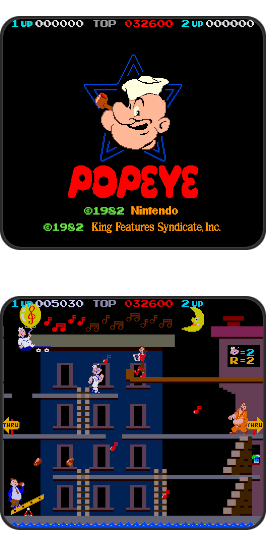 1UP 000000 TOP 032600 2UP 000000
POPEYE
©1982 Nintendo
©1982 King Features Syndicate, Inc.
1UP 005030 TOP 032600 2UP
=2
R=2
THRU THRU